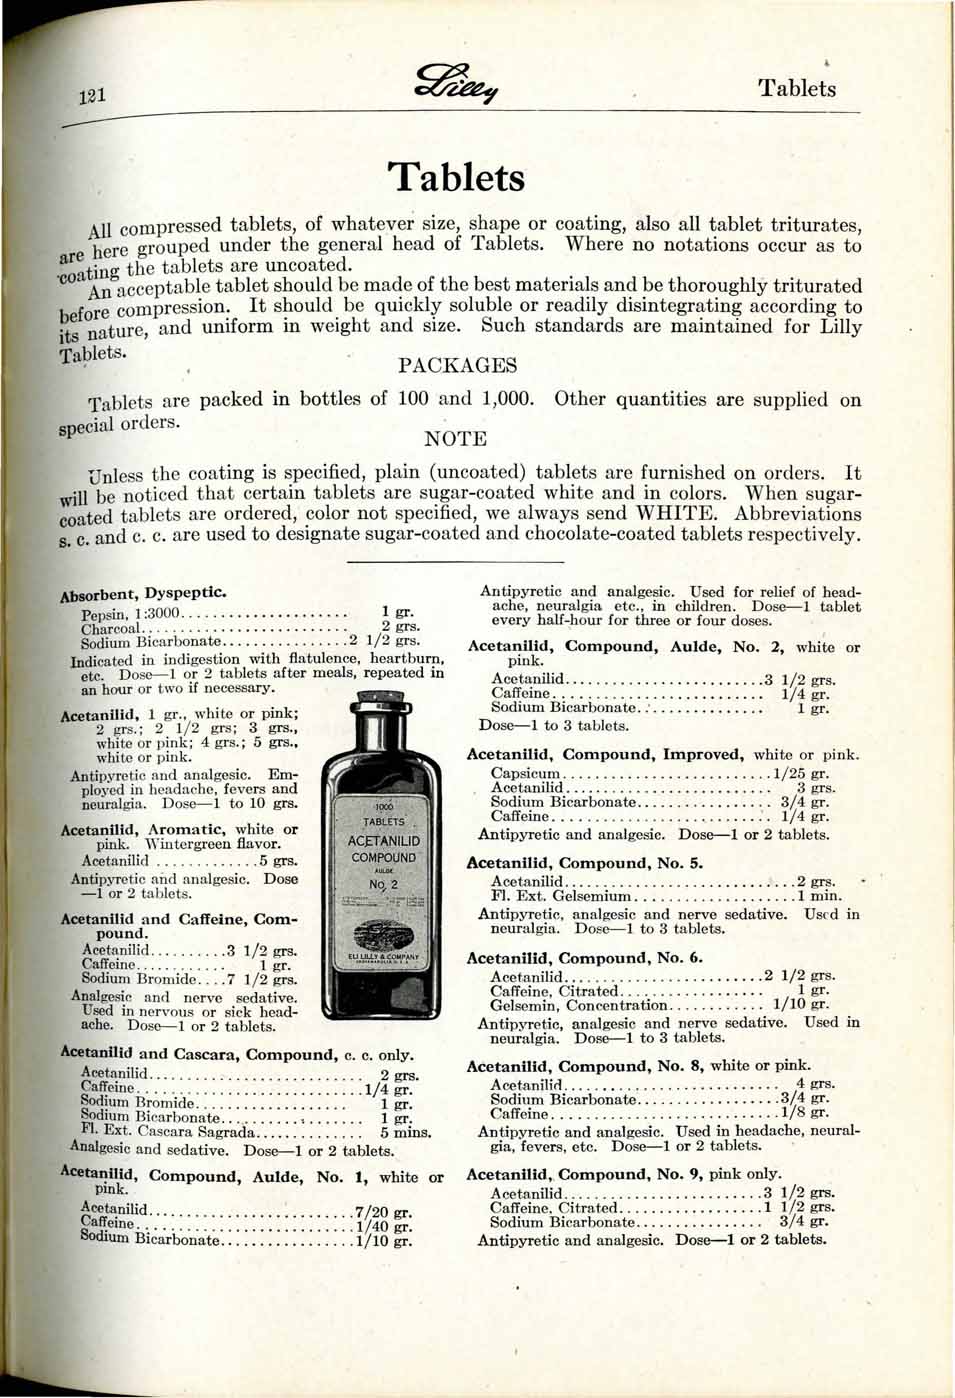 121
Lilly
Tablets
Tablets
All compressed tablets, of whatever size, shape or coating, also all tablet triturates,
are here grouped under the general head of Tablets. Where no notations occur as to
coating the tablets are uncoated.
An acceptable tablet should be made of the best materials and be thoroughly triturated
before compression. It should be quickly soluble or readily disintegrating according to
its nature, and uniform in weight and size. Such standards are maintained for Lilly
Tablets.
PACKAGES
Tablets are packed in bottles of 100 and 1,000. Other quantities are supplied on
special orders.
NOTE
Unless the coating is specified, plain (uncoated) tablets are furnished on orders. It
will be noticed that certain tablets are sugar-coated white and in colors. When sugar-
coated tablets are ordered, color not specified, we always send WHITE. Abbreviations
s. c. and c. c. are used to designate sugar-coated and chocolate-coated tablets respectively.
Absorbent, Dyspeptic.
Pepsin, 1:3000..................... 1 gr.
Charcoal........................... 2 grs.
Sodium Bicarbonate................2 1/2 grs.
Indicated in indigestion with flatulence, heartburn,
etc. Dose—1 or 2 tablets after meals, repeated in
an hour or two if necessary.
Acetanilid, 1 gr., white or pink;
2 grs.; 2 1/2 grs; 3 grs.,
white or pink; 4 grs.; 5 grs.,
white or pink.
Antipyretic and analgesic. Em-
ployed in headache, fevers and
neuralgia. Dose—1 to 10 grs.
Acetanilid, Aromatic, white or
pink. Wintergreen flavor.
Acetanilid .............5 grs.
Antipyretic and analgesic. Dose
—1 or 2 tablets.
Acetanilid and Caffeine, Com-
pound.
Acetanilid..........3 1/2 grs.
Caffeine............ 1 gr.
Sodium Bromide....7 1/2 grs.
Analgesic and nerve sedative.
Used in nervous or sick head-
ache. Dose—1 or 2 tablets.
1000
TABLETS
ACETANILID
COMPOUND
AULDE
No. 2
ELI LILLY & COMPANY
INDIANAPOLIS, U.S.A.
Acetanilid and Cascara, Compound, c. c. only.
Acetanilid............................ 2 grs.
Caffeine.............................1/4 gr.
Sodium Bromide................... 1 gr.
Sodium Bicarbonate................. 1 gr.
Fl. Ext. Cascara Sagrada.............. 5 mins.
Analgesic and sedative. Dose—1 or 2 tablets.
Acetanilid, Compound, Aulde, No. 1, white or
pink.
Acetanilid..........................7/20 gr.
Caffeine............................1/40 gr.
Sodium Bicarbonate.................1/10 gr.
Antipyretic and analgesic. Used for relief of head-
ache, neuralgia etc., in children. Dose—1 tablet
every half-hour for three or four doses.
Acetanilid, Compound, Aulde, No. 2, white or
pink.
Acetanilid.........................3 1/2 grs.
Caffeine........................... 1/4 gr.
Sodium Bicarbonate................ 1 gr.
Dose—1 to 3 tablets.
Acetanilid, Compound, Improved, white or pink.
Capsicum..........................1/25 gr.
Acetanilid.......................... 3 grs.
Sodium Bicarbonate................. 3/4 gr.
Caffeine............................ 1/4 gr.
Antipyretic and analgesic. Dose—1 or 2 tablets.
Acetanilid, Compound, No. 5.
Acetanilid.............................2 grs.
Fl. Ext. Gelsemium.....................1 min.
Antipyretic, analgesic and nerve sedative. Used in
neuralgia. Dose—1 to 3 tablets.
Acetanilid, Compound, No. 6.
Acetanilid.........................2 1/2 grs.
Caffeine, Citrated.................. 1 gr.
Gelsemin, Concentration............ 1/10 gr.
Antipyretic, analgesic and nerve sedative. Used in
neuralgia. Dose—1 to 3 tablets.
Acetanilid, Compound, No. 8, white or pink.
Acetanilid........................... 4 grs.
Sodium Bicarbonate..................3/4 gr.
Caffeine.............................1/8 gr.
Antipyretic and analgesic. Used in headache, neural-
gia, fevers, etc. Dose—1 or 2 tablets.
Acetanilid, Compound, No. 9, pink only.
Acetanilid.........................3 1/2 grs.
Caffeine, Citrated..................1 1/2 grs.
Sodium Bicarbonate................ 3/4 gr.
Antipyretic and analgesic. Dose—1 or 2 tablets.